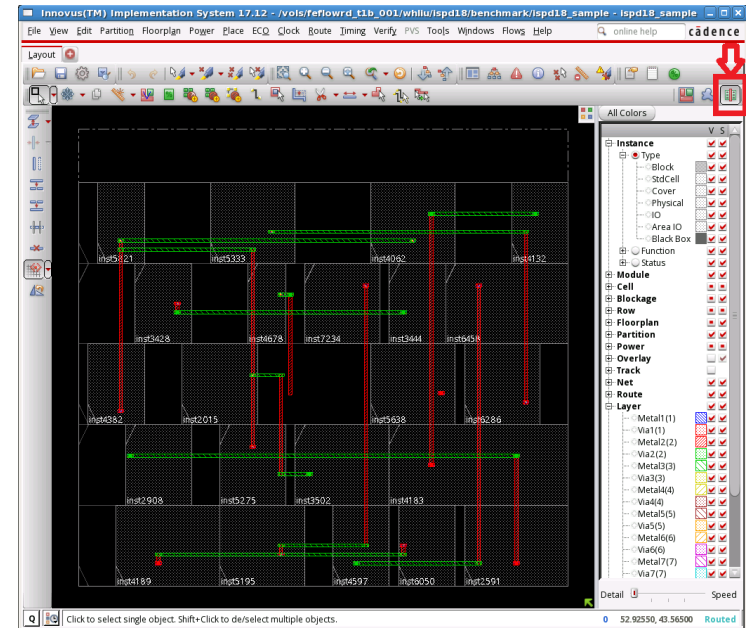 Innovus(TM) Implementation System 17.12 - /vols/feflowrd_t1b_001/whliu/ispd18/benchmark/ispd18_sample - ispd18_sample
File View Edit Partition Floorplan Power Place ECO Clock Route Timing Verify PVS Tools Windows Flows Help
online help
cādence
Layout
All Colors
V S
Instance
Type
Block
StdCell
Cover
Physical
IO
Area IO
Black Box
Function
Status
Module
Cell
Blockage
Row
Floorplan
Partition
Power
Overlay
Track
Net
Route
Layer
Metal1(1)
Via1(1)
Metal2(2)
Via2(2)
Metal3(3)
Via3(3)
Metal4(4)
Via4(4)
Metal5(5)
Via5(5)
Metal6(6)
Via6(6)
Metal7(7)
Via7(7)
Detail Speed
inst5333 inst4062 inst4132
inst3428 inst4678 inst7234 inst3444 inst6458
inst4382 inst2015 inst5638 inst6286
inst2908 inst5275 inst3502 inst4183
inst4189 inst5195 inst4597 inst6050 inst2591
Q Click to select single object. Shift+Click to de/select multiple objects. 0 52.92550, 43.56500 Routed